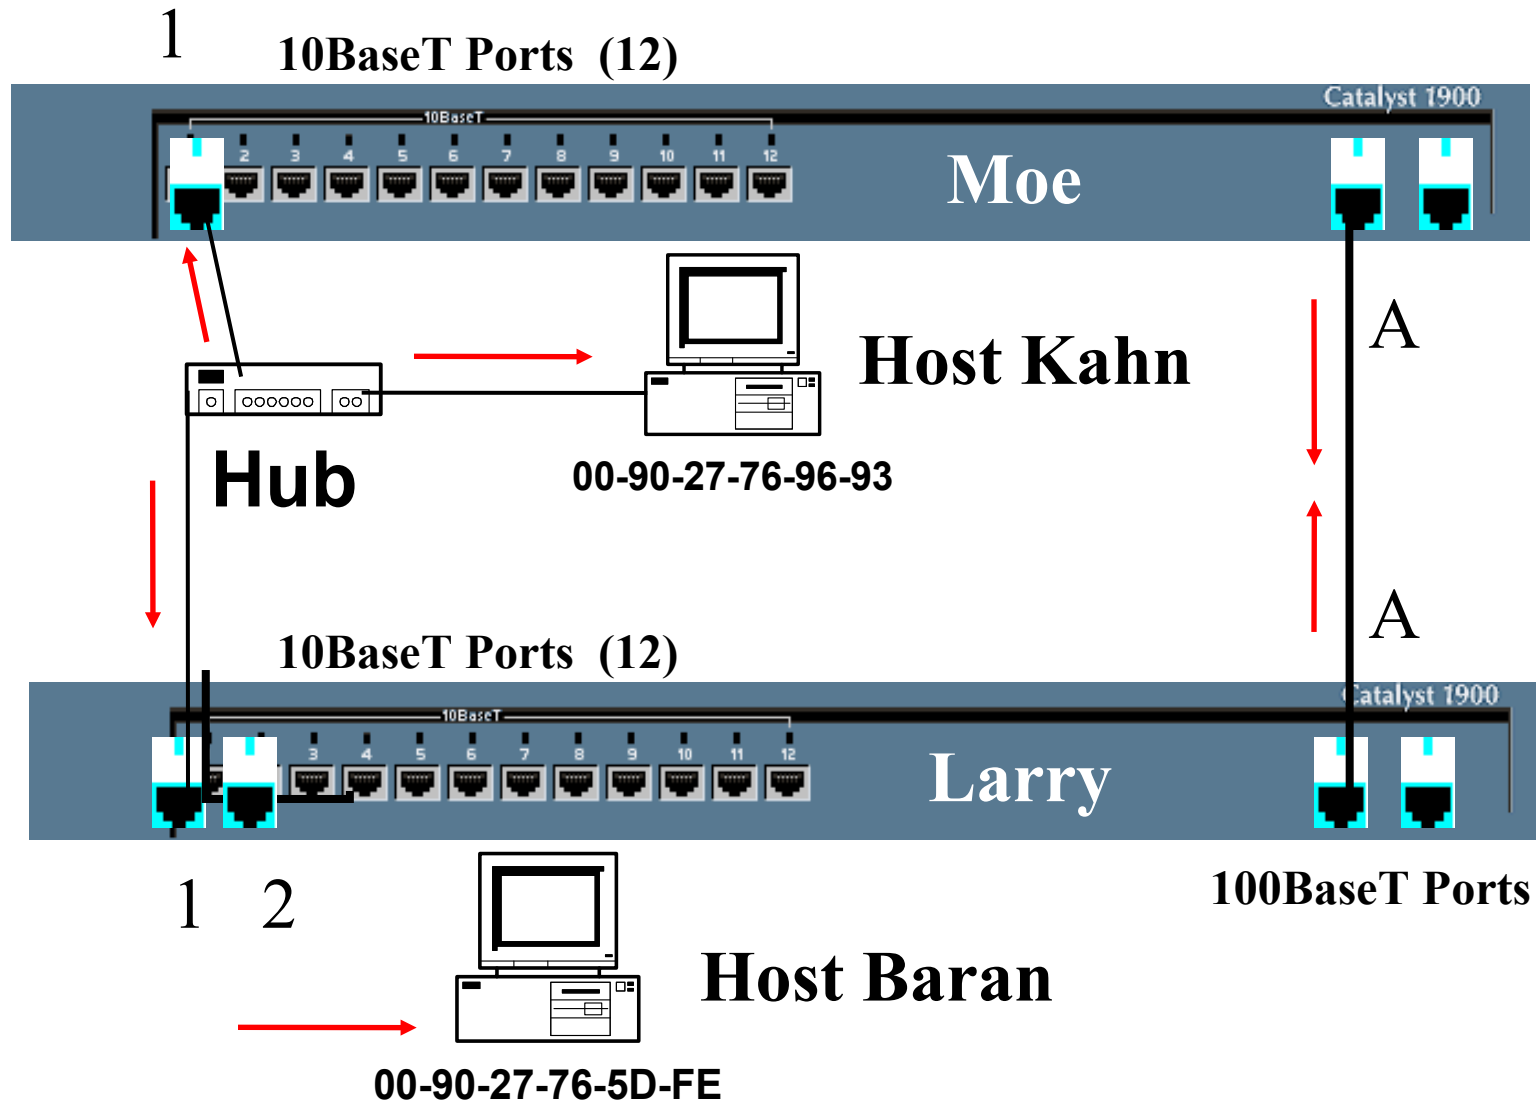 1
10BaseT Ports (12)
Catalyst 1900
10BaseT
2 3 4 5 6 7 8 9 10 11 12
Moe
A
Host Kahn
Hub
00-90-27-76-96-93
A
10BaseT Ports (12)
Catalyst 1900
10BaseT
3 4 5 6 7 8 9 10 11 12
Larry
100BaseT Ports
1 2
Host Baran
00-90-27-76-5D-FE